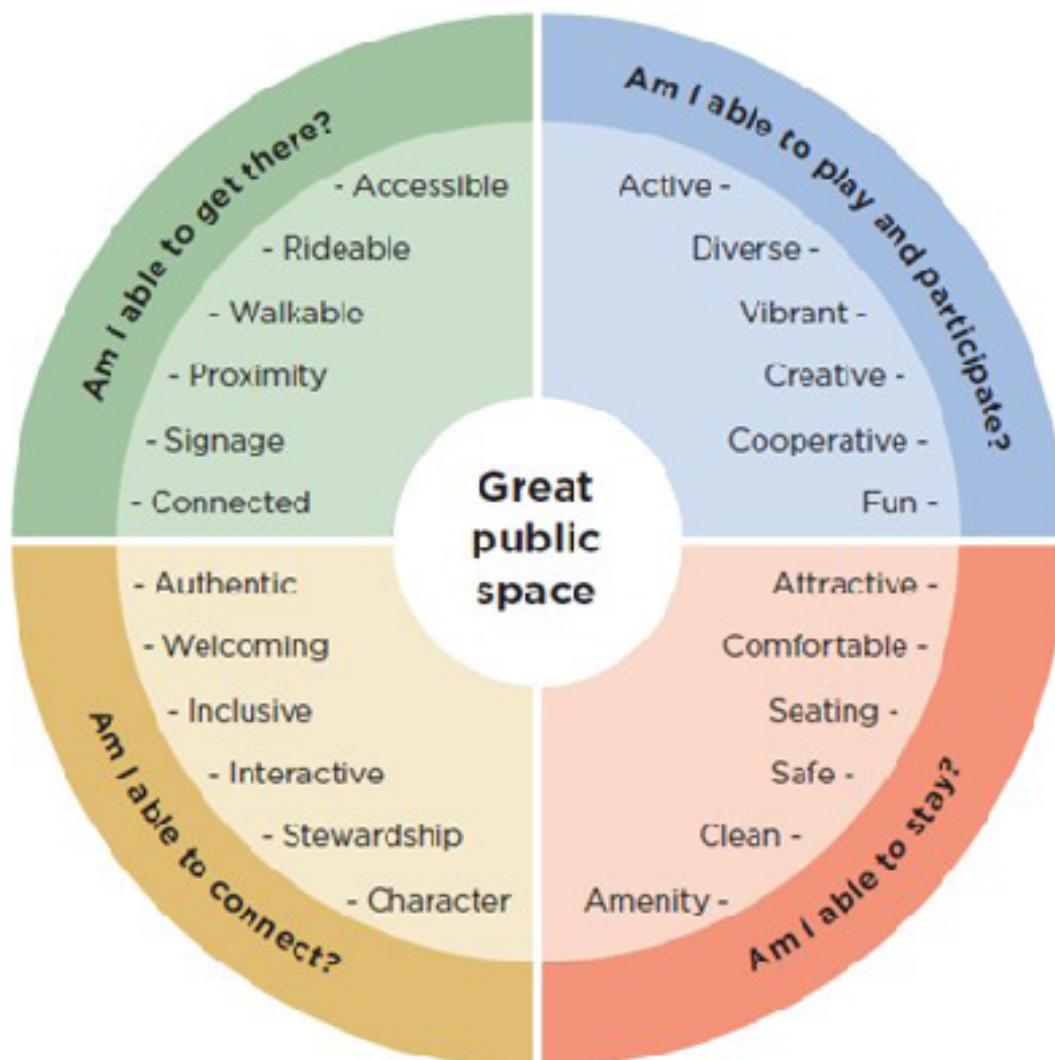 Am I able to get there?
- Accessible
- Rideable
- Walkable
- Proximity
- Signage
- Connected
Am I able to play and participate?
Active -
Diverse -
Vibrant -
Creative -
Cooperative -
Fun -
Great
public
space
- Authentic
- Welcoming
- Inclusive
- Interactive
- Stewardship
- Character
Am I able to connect?
Attractive -
Comfortable -
Seating -
Safe -
Clean -
Amenity -
Am I able to stay?